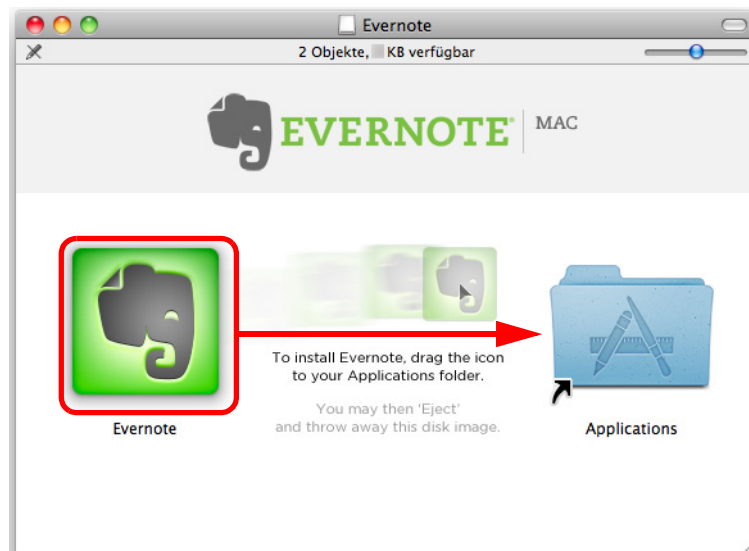 Evernote
2 Objekte, KB verfügbar
EVERNOTE® MAC
To install Evernote, drag the icon
to your Applications folder.
You may then 'Eject'
and throw away this disk image.
Evernote
Applications